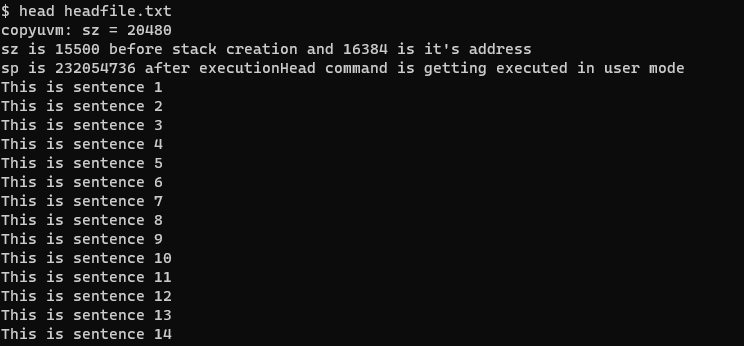 $ head headfile.txt
copyuvm: sz = 20480
sz is 15500 before stack creation and 16384 is it's address
sp is 232054736 after executionHead command is getting executed in user mode
This is sentence 1
This is sentence 2
This is sentence 3
This is sentence 4
This is sentence 5
This is sentence 6
This is sentence 7
This is sentence 8
This is sentence 9
This is sentence 10
This is sentence 11
This is sentence 12
This is sentence 13
This is sentence 14